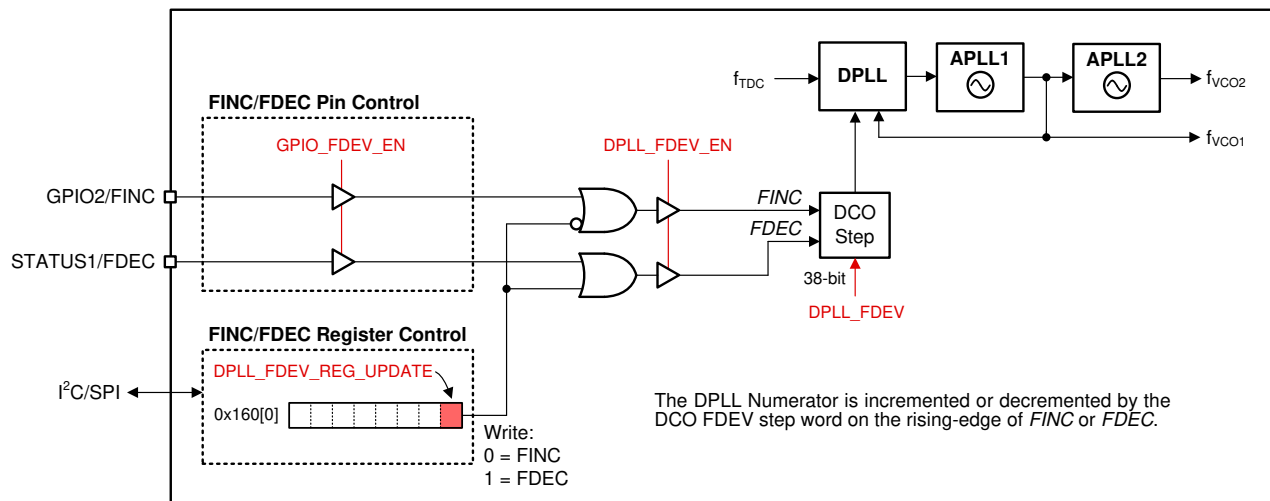 DPLL
APLL1
APLL2
fTDC
fVCO2
fVCO1
FINC/FDEC Pin Control
GPIO_FDEV_EN
DPLL_FDEV_EN
GPIO2/FINC
FINC
FDEC
DCO
Step
STATUS1/FDEC
38-bit
DPLL_FDEV
FINC/FDEC Register Control
DPLL_FDEV_REG_UPDATE
I²C/SPI
0x160[0]
Write:
0 = FINC
1 = FDEC
The DPLL Numerator is incremented or decremented by the
DCO FDEV step word on the rising-edge of FINC or FDEC.